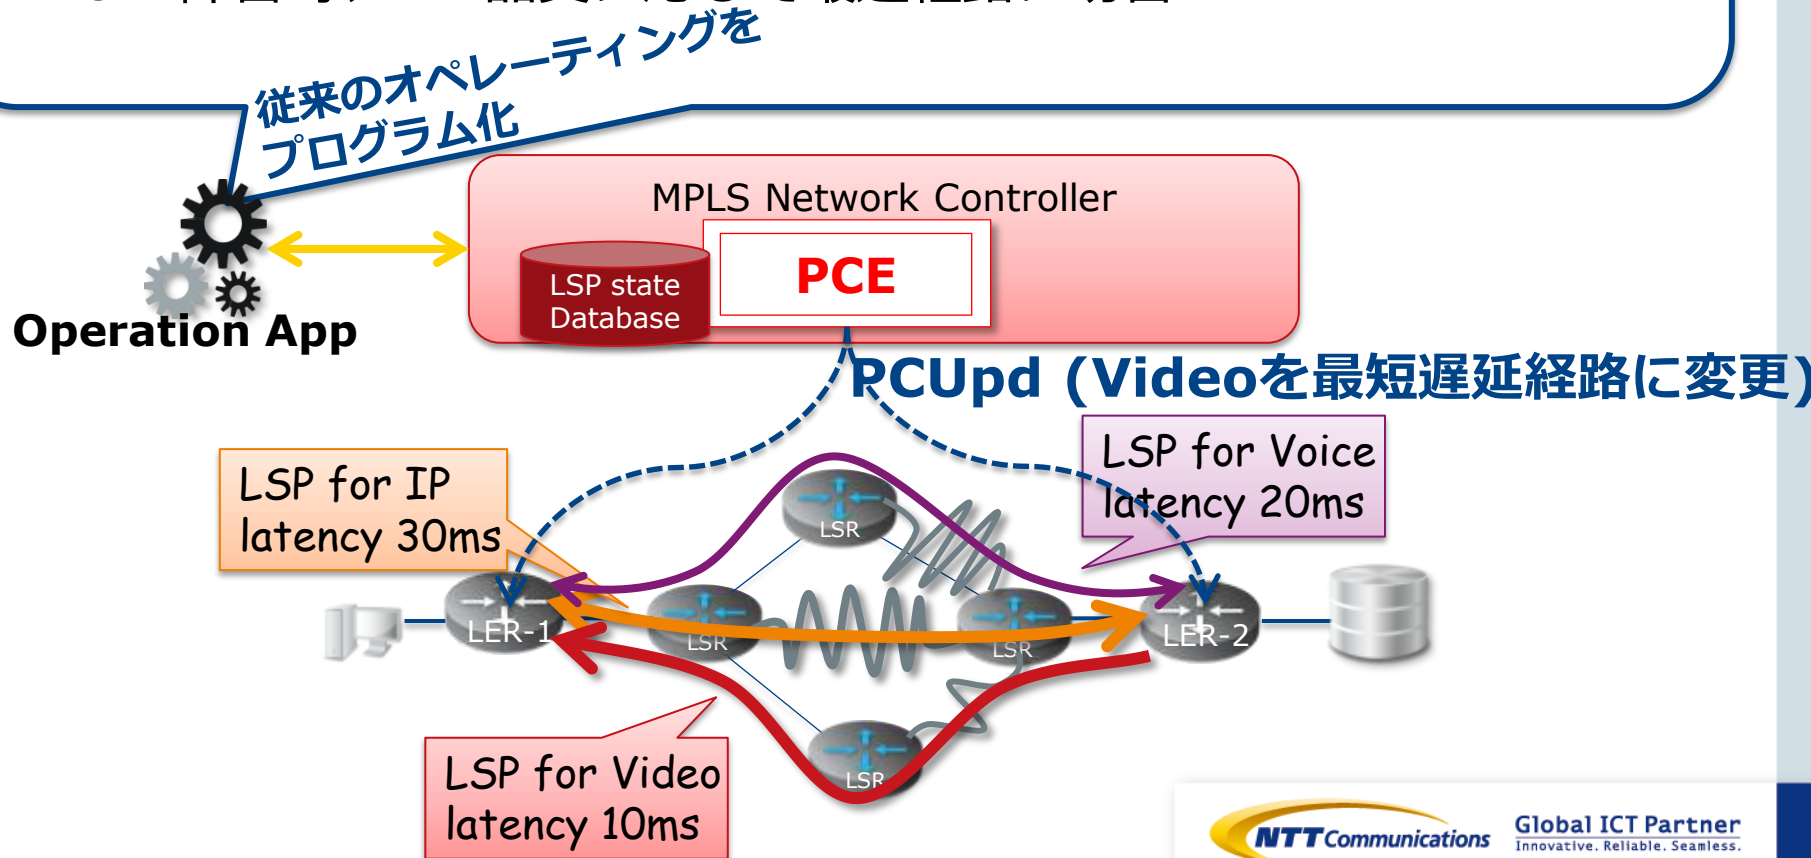 従来のオペレーティングを
プログラム化
MPLS Network Controller
PCE
LSP state
Database
Operation App
PCUpd (Videoを最短遅延経路に変更)
LSP for Voice
latency 20ms
LSP for IP
latency 30ms
LSR
LER-1
LSR
LSR
LER-2
LSR
LSP for Video
latency 10ms
NTT Communications
Global ICT Partner
Innovative. Reliable. Seamless.